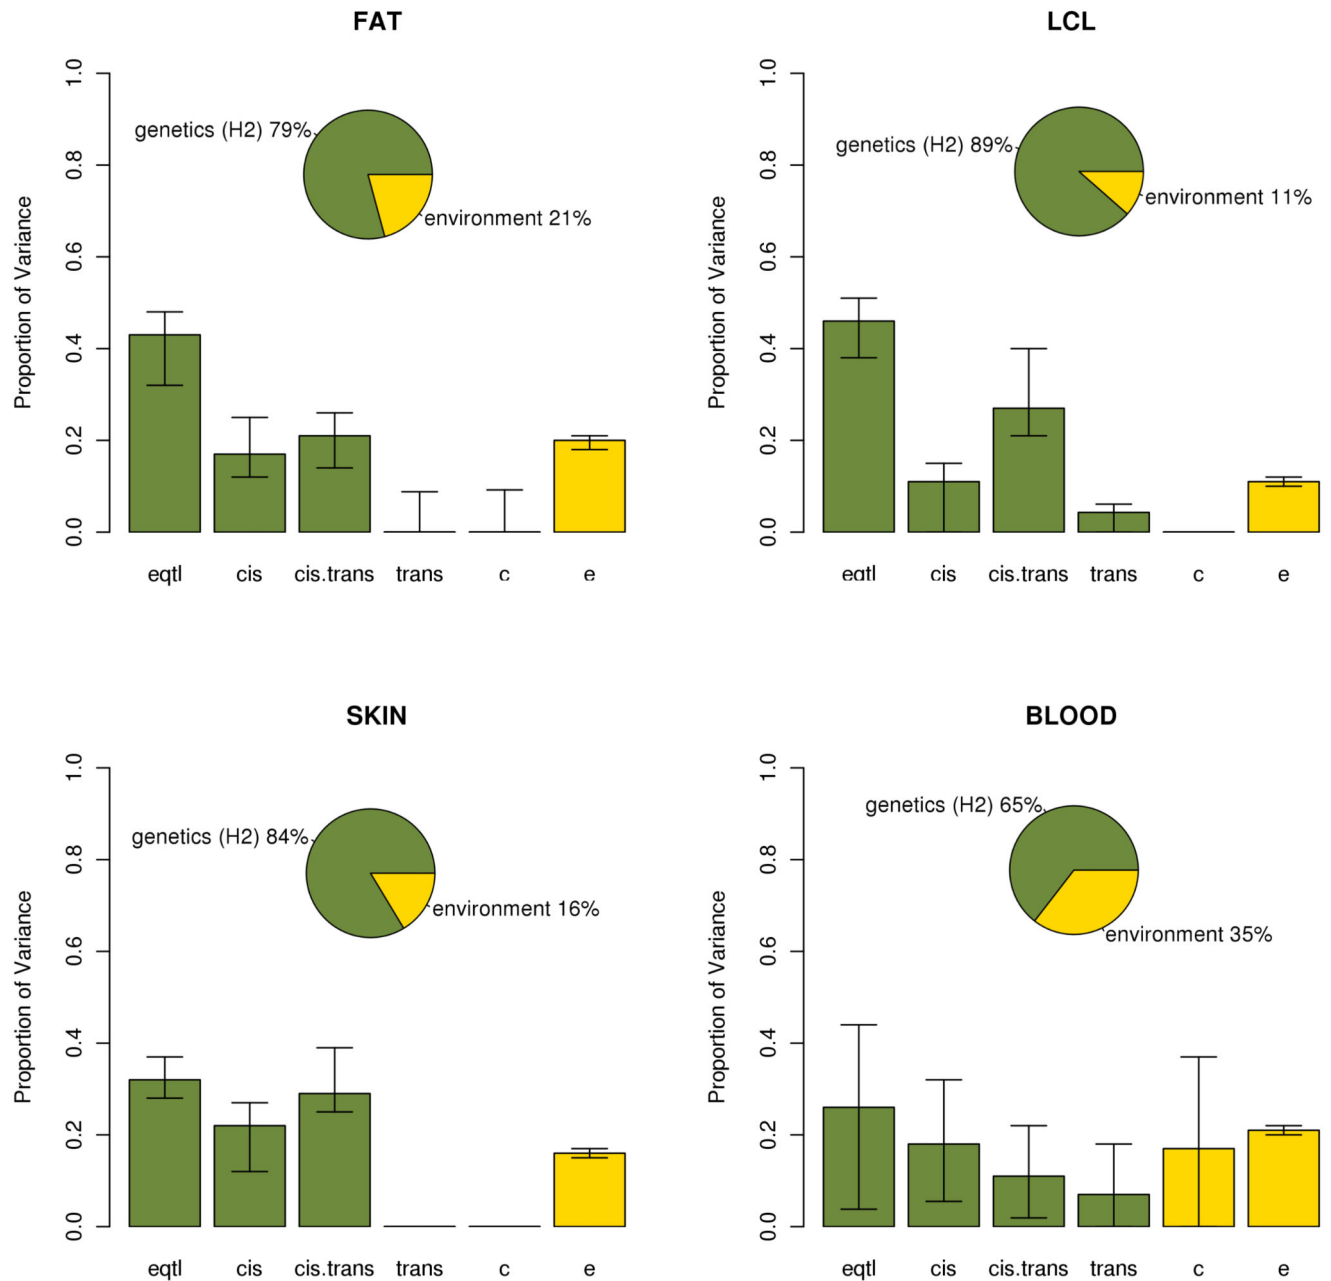 FAT
Proportion of Variance
1.0
0.8
0.6
0.4
0.2
0.0
genetics (H2) 79%
environment 21%
eqtl cis cis.trans trans c e
LCL
Proportion of Variance
1.0
0.8
0.6
0.4
0.2
0.0
genetics (H2) 89%
environment 11%
eqtl cis cis.trans trans c e
SKIN
Proportion of Variance
1.0
0.8
0.6
0.4
0.2
0.0
genetics (H2) 84%
environment 16%
eqtl cis cis.trans trans c e
BLOOD
Proportion of Variance
1.0
0.8
0.6
0.4
0.2
0.0
genetics (H2) 65%
environment 35%
eqtl cis cis.trans trans c e